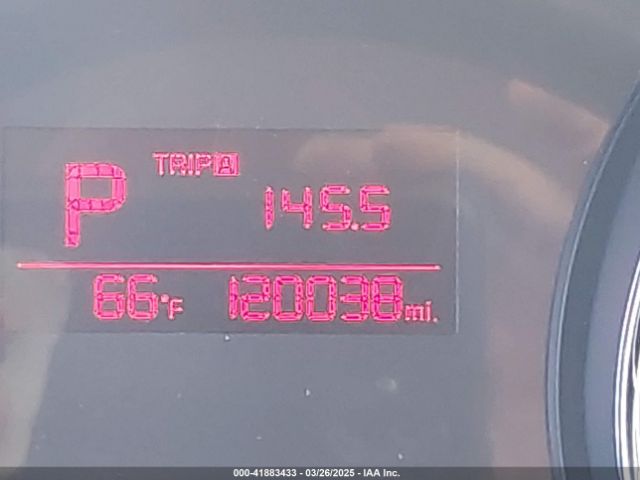 P TRIP A
145.5
66°F 120038 mi.
000-41883433 - 03/26/2025 - IAA Inc.